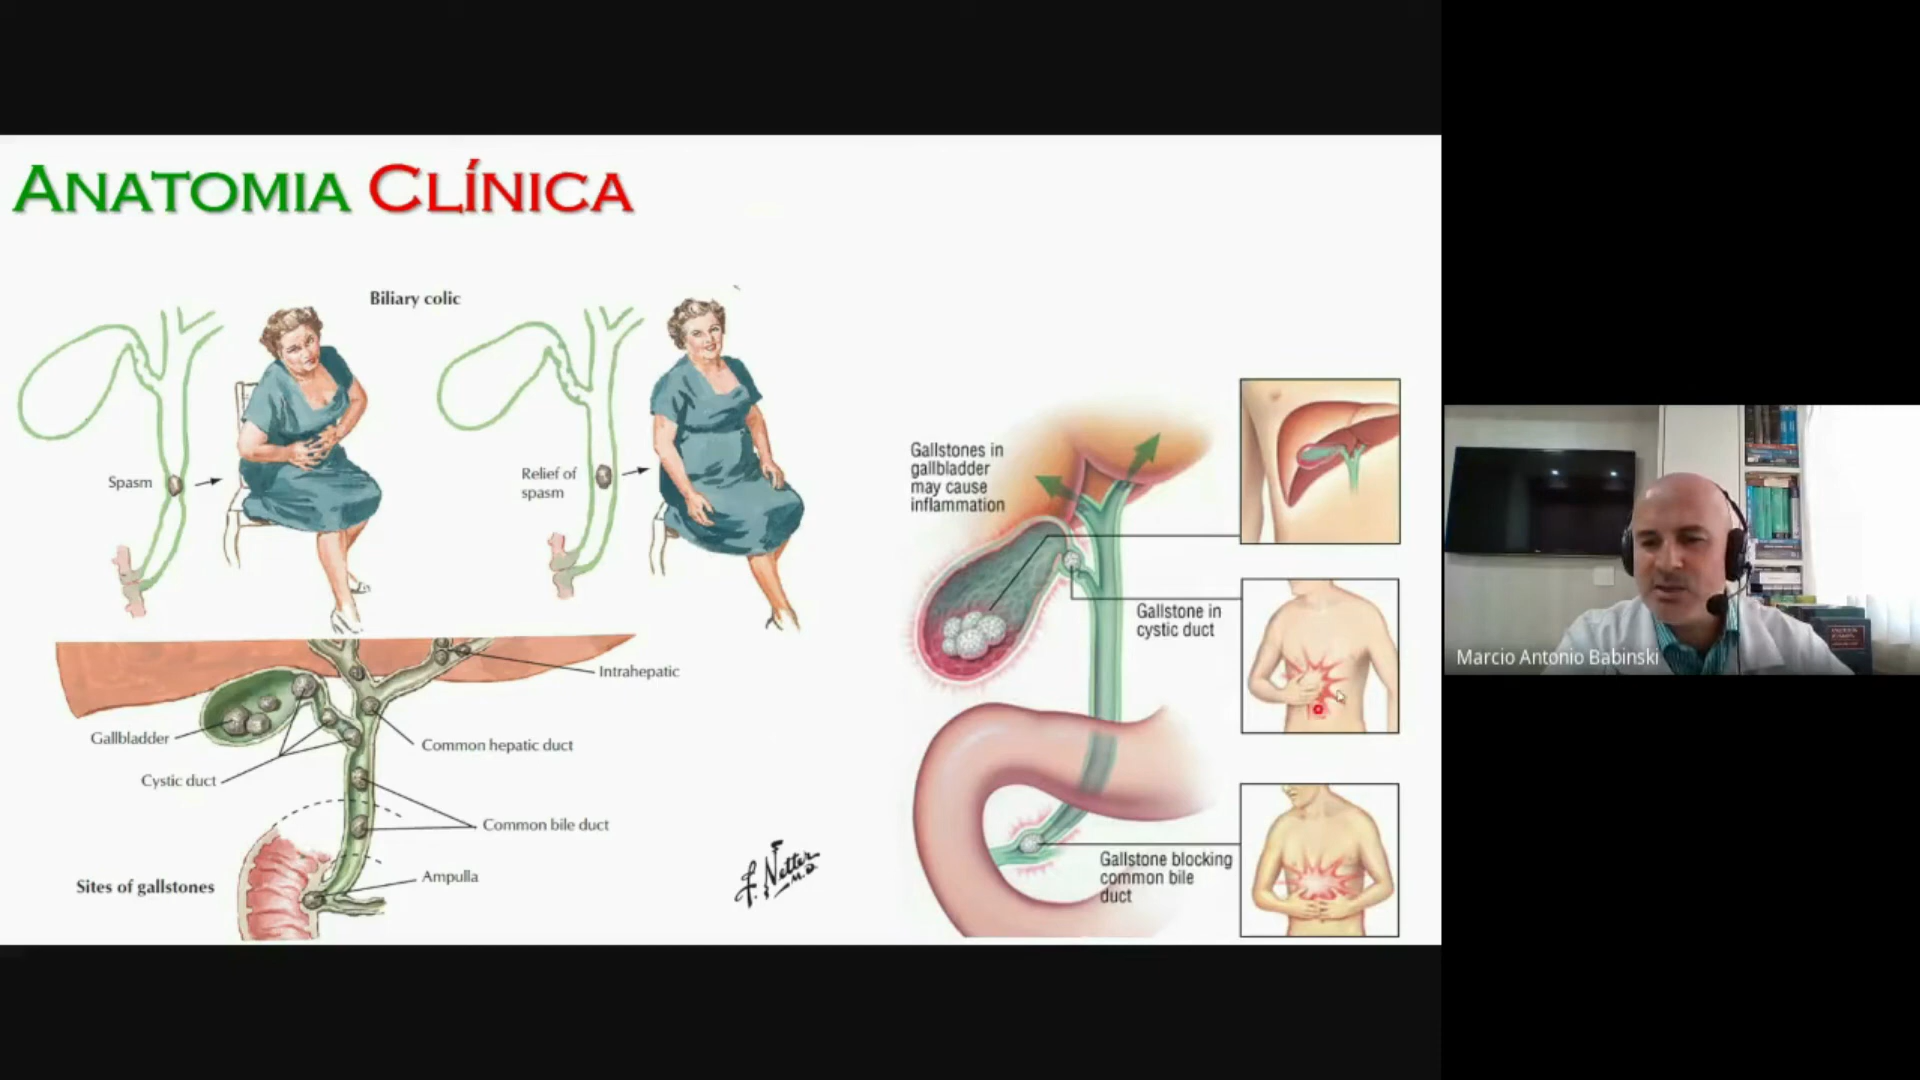 ANATOMIA CLÍNICA
Biliary colic
Spasm
Relief of
spasm
Gallstones in
gallbladder
may cause
inflammation
Gallstone in
cystic duct
Intrahepatic
Gallbladder
Common hepatic duct
Cystic duct
Common bile duct
Ampulla
Sites of gallstones
Gallstone blocking
common bile
duct
F. Netter
M.D.
Marcio Antonio Babinski